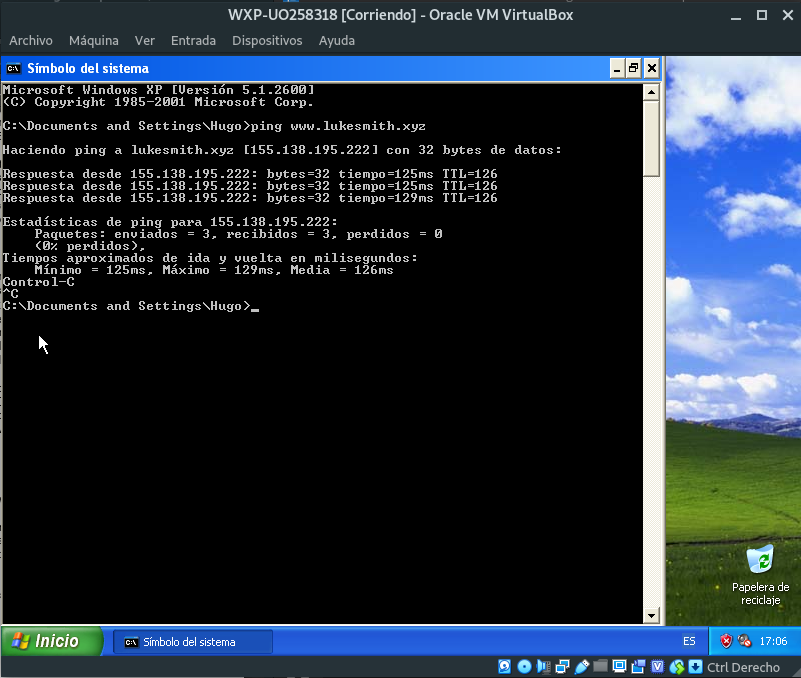 WXP-UO258318 [Corriendo] - Oracle VM VirtualBox
Archivo Máquina Ver Entrada Dispositivos Ayuda
Símbolo del sistema
Microsoft Windows XP [Versión 5.1.2600]
(C) Copyright 1985-2001 Microsoft Corp.
C:\Documents and Settings\Hugo>ping www.lukesmith.xyz
Haciendo ping a lukesmith.xyz [155.138.195.222] con 32 bytes de datos:
Respuesta desde 155.138.195.222: bytes=32 tiempo=125ms TTL=126
Respuesta desde 155.138.195.222: bytes=32 tiempo=125ms TTL=126
Respuesta desde 155.138.195.222: bytes=32 tiempo=129ms TTL=126
Estadísticas de ping para 155.138.195.222:
Paquetes: enviados = 3, recibidos = 3, perdidos = 0
(0% perdidos),
Tiempos aproximados de ida y vuelta en milisegundos:
Mínimo = 125ms, Máximo = 129ms, Media = 126ms
Control-C
^C
C:\Documents and Settings\Hugo>_
Papelera de
reciclaje
Inicio
Símbolo del sistema
ES
17:06
Ctrl Derecho